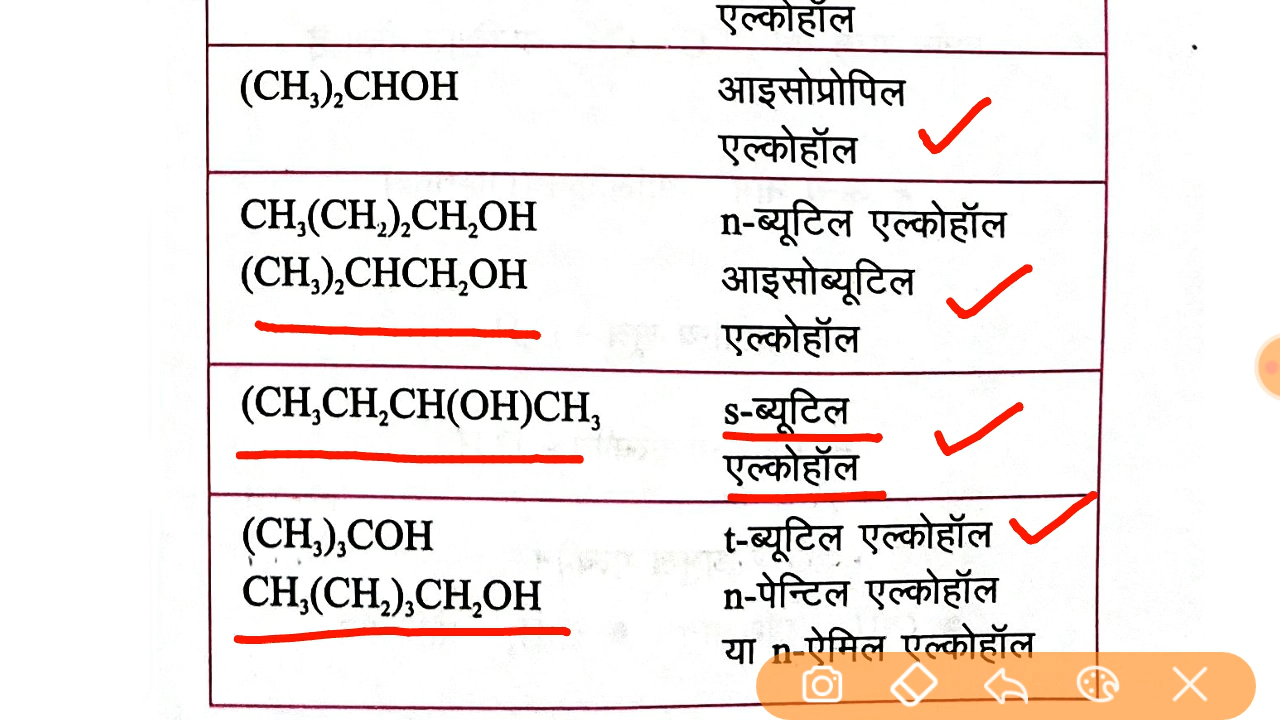 एल्कोहॉल
(CH₃)₂CHOH आइसोप्रोपिल
एल्कोहॉल
CH₃(CH₂)₂CH₂OH n-ब्यूटिल एल्कोहॉल
(CH₃)₂CHCH₂OH आइसोब्यूटिल
एल्कोहॉल
(CH₃CH₂CH(OH)CH₃ s-ब्यूटिल
एल्कोहॉल
(CH₃)₃COH t-ब्यूटिल एल्कोहॉल
CH₃(CH₂)₃CH₂OH n-पेन्टिल एल्कोहॉल
या n-ऐमिल एल्कोहॉल